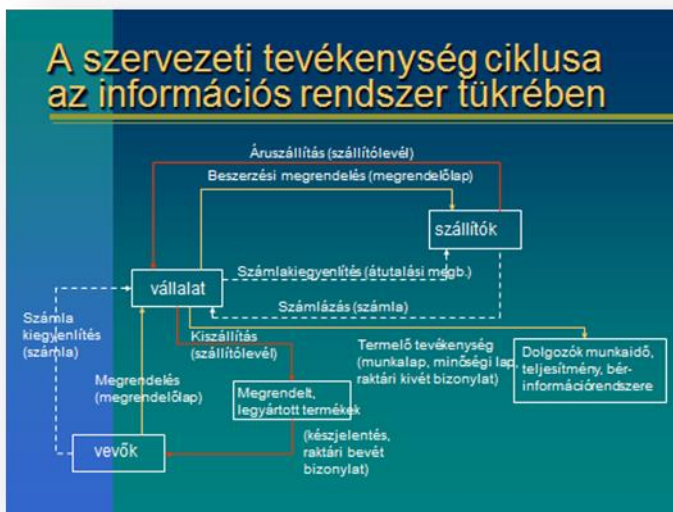 A szervezeti tevékenység ciklusa
az információs rendszer tükrében
Áruszállítás (szállítólevél)
Beszerzési megrendelés (megrendelőlap)
szállítók
Számlakiegyenlítés (átutalási megb.)
vállalat
Számlázás (számla)
Számla
kiegyenlítés
(számla)
Kiszállítás
(szállítólevél)
Termelő tevékenység
(munkalap, minőségi lap,
raktári kivét bizonylat)
Dolgozók munkaidő,
teljesítmény, bér-
információrendszere
Megrendelés
(megrendelőlap)
Megrendelt,
legyártott termékek
(készjelentés,
raktári bevét
bizonylat)
vevők